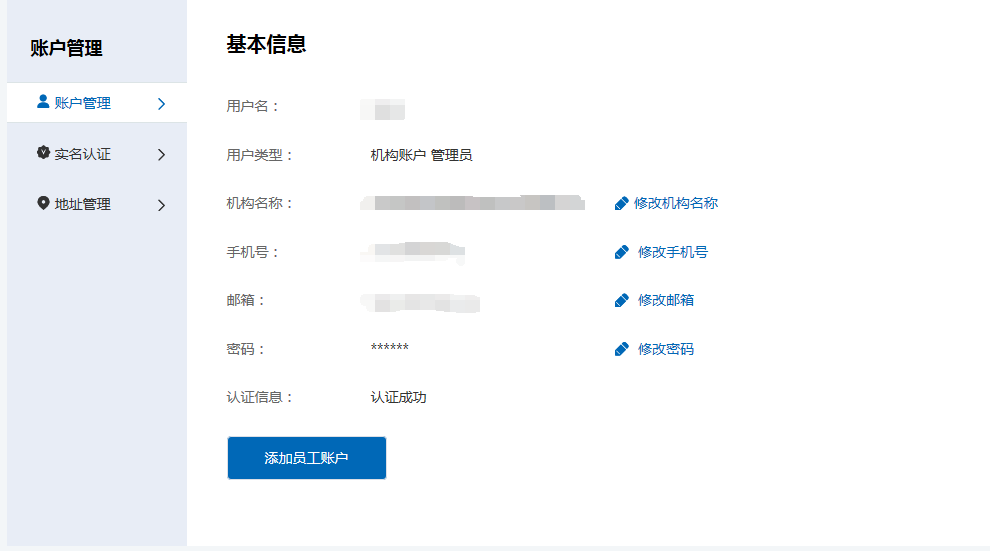 账户管理
账户管理
实名认证
地址管理
基本信息
用户名：
用户类型： 机构账户 管理员
机构名称： 修改机构名称
手机号： 修改手机号
邮箱： 修改邮箱
密码： ****** 修改密码
认证信息： 认证成功
添加员工账户